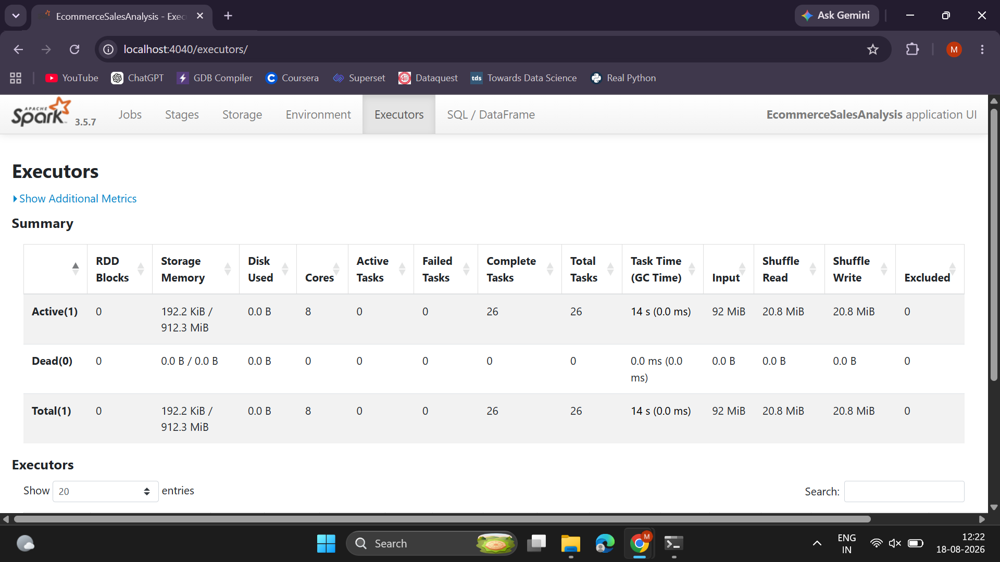 EcommerceSalesAnalysis - Exec
Ask Gemini
localhost:4040/executors/
M
YouTube
ChatGPT
GDB Compiler
Coursera
Superset
Dataquest
tds Towards Data Science
Real Python
APACHE
Spark 3.5.7
Jobs
Stages
Storage
Environment
Executors
SQL / DataFrame
EcommerceSalesAnalysis application UI
Executors
Show Additional Metrics
Summary
RDD Blocks Storage Memory Disk Used Cores Active Tasks Failed Tasks Complete Tasks Total Tasks Task Time (GC Time) Input Shuffle Read Shuffle Write Excluded
Active(1) 0 192.2 KiB / 912.3 MiB 0.0 B 8 0 0 26 26 14 s (0.0 ms) 92 MiB 20.8 MiB 20.8 MiB 0
Dead(0) 0 0.0 B / 0.0 B 0.0 B 0 0 0 0 0 0.0 ms (0.0 ms) 0.0 B 0.0 B 0.0 B 0
Total(1) 0 192.2 KiB / 912.3 MiB 0.0 B 8 0 0 26 26 14 s (0.0 ms) 92 MiB 20.8 MiB 20.8 MiB 0
Executors
Show 20 entries
Search:
Search
M
ENG
IN
12:22
18-08-2026